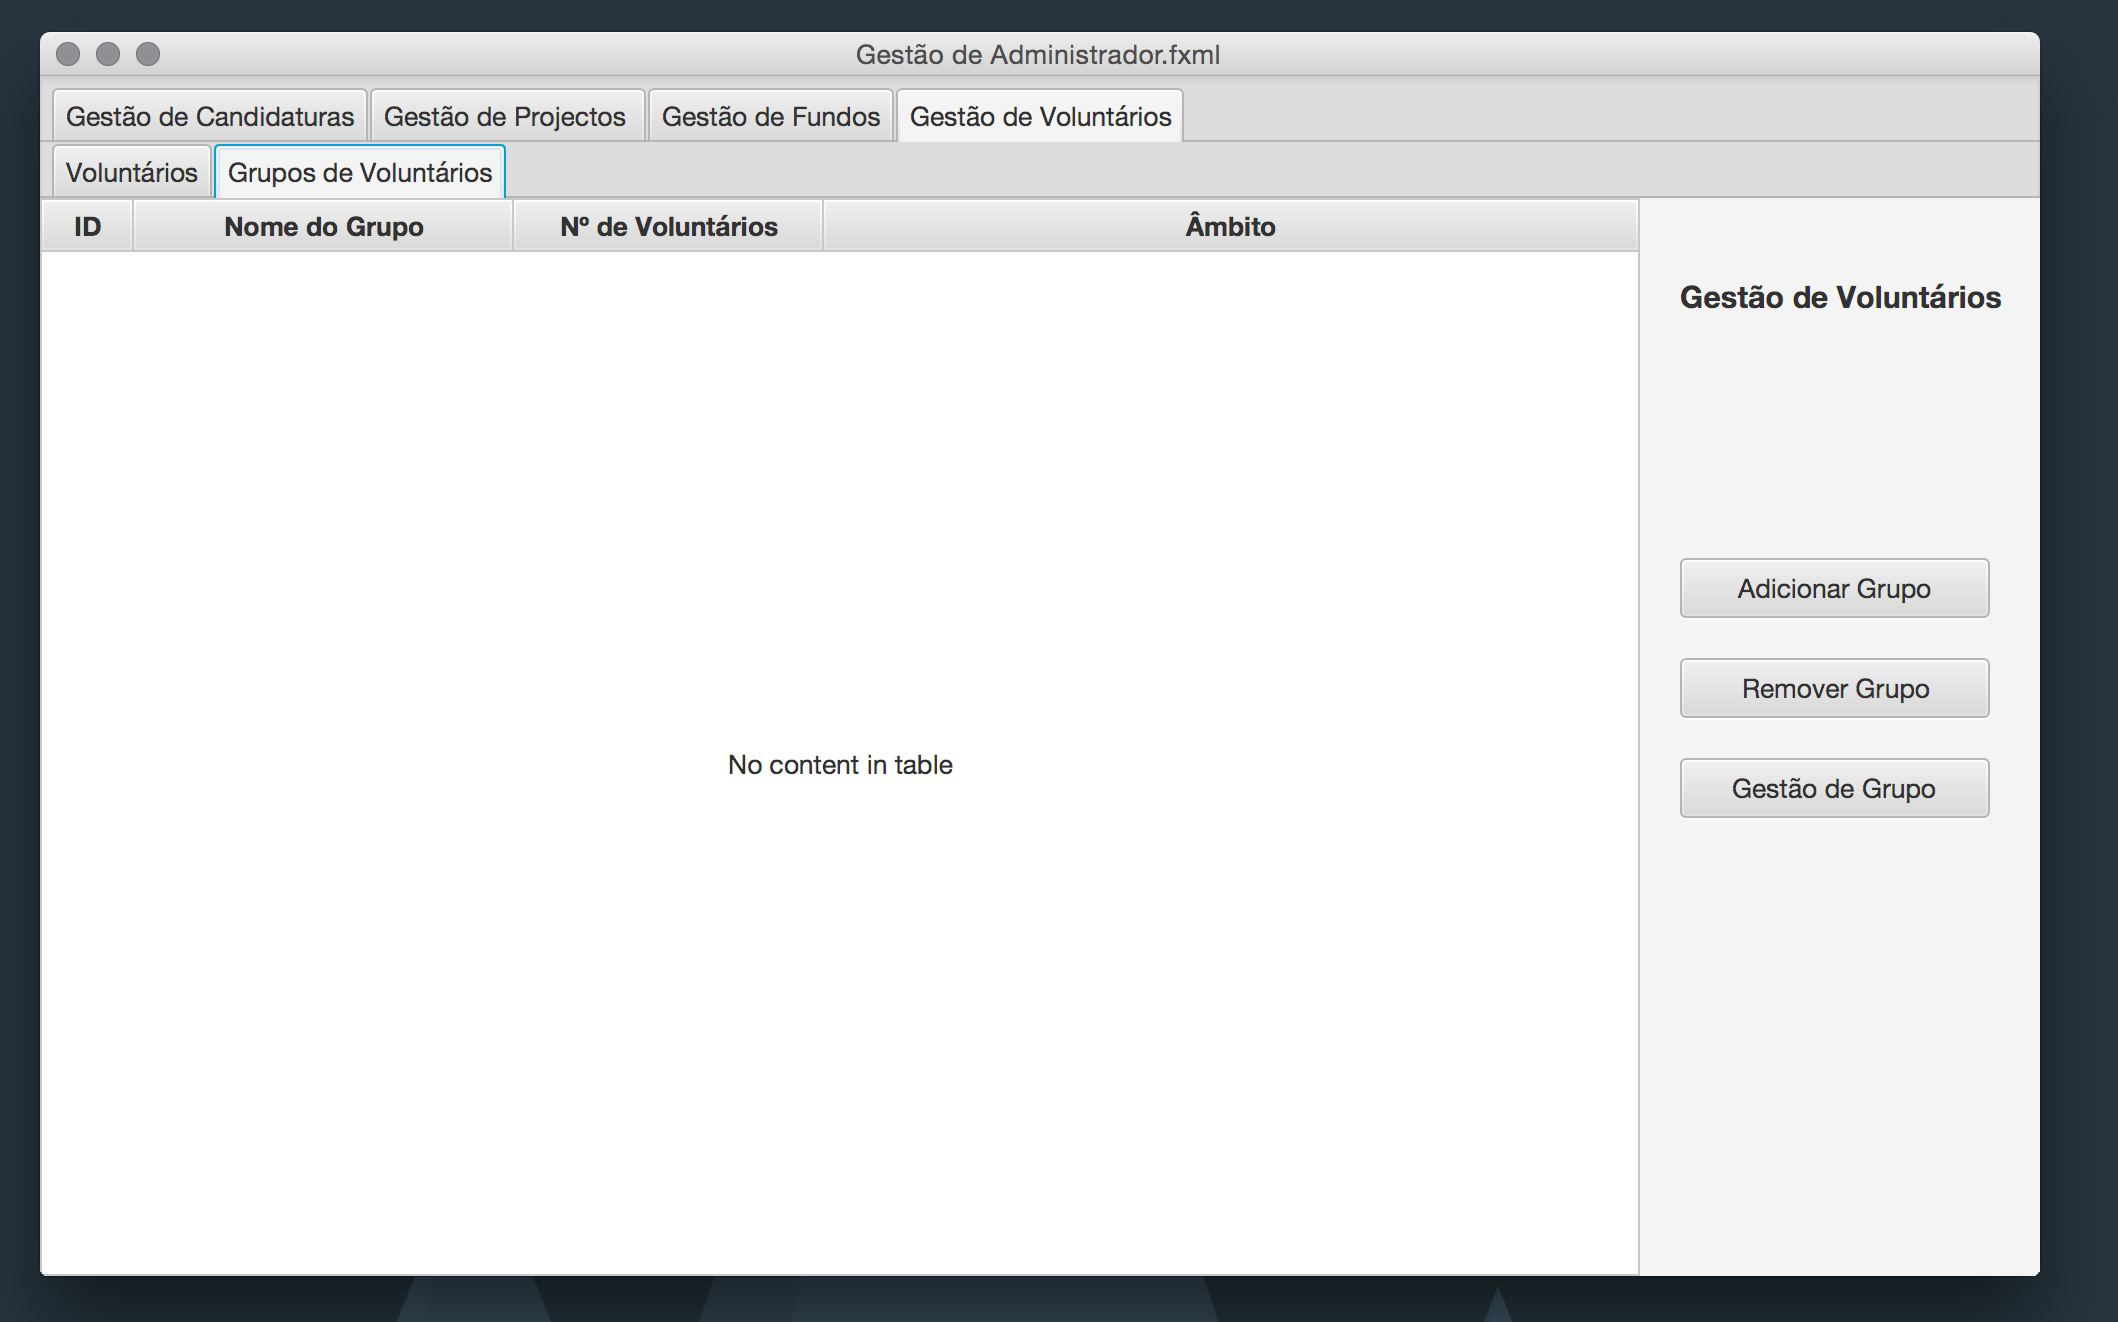 Gestão de Administrador.fxml
Gestão de Candidaturas Gestão de Projectos Gestão de Fundos Gestão de Voluntários
Voluntários Grupos de Voluntários
ID Nome do Grupo Nº de Voluntários Âmbito
Gestão de Voluntários
Adicionar Grupo
Remover Grupo
No content in table
Gestão de Grupo